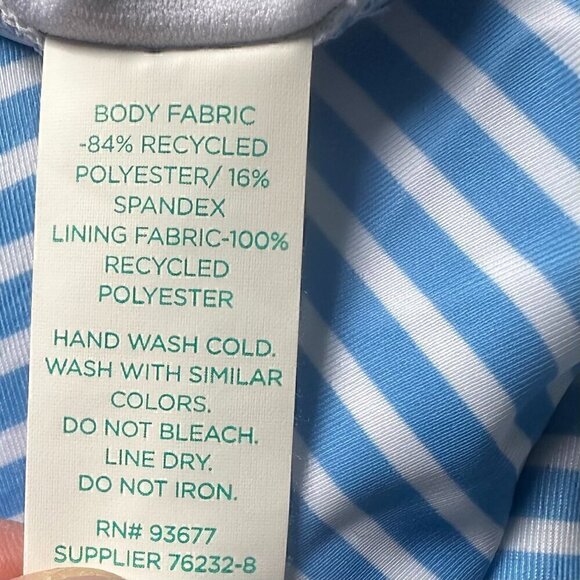 BODY FABRIC
-84% RECYCLED
POLYESTER/ 16%
SPANDEX
LINING FABRIC-100%
RECYCLED
POLYESTER
HAND WASH COLD.
WASH WITH SIMILAR
COLORS.
DO NOT BLEACH.
LINE DRY.
DO NOT IRON.
RN# 93677
SUPPLIER 76232-8